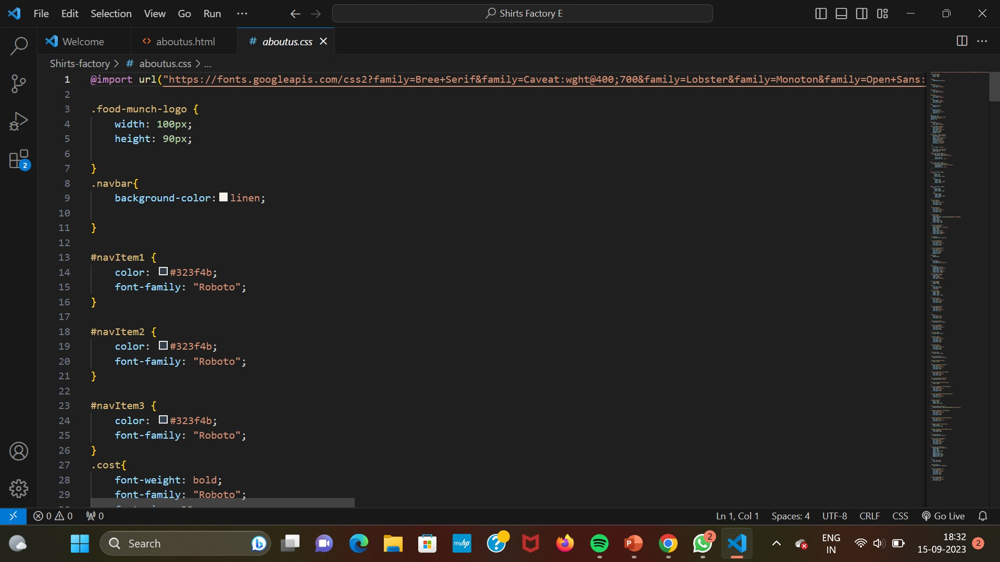 File Edit Selection View Go Run ··· Shirts Factory E
Welcome aboutus.html # aboutus.css
Shirts-factory > # aboutus.css > ...
1 @import url("https://fonts.googleapis.com/css2?family=Bree+Serif&family=Caveat:wght@400;700&family=Lobster&family=Monoton&family=Open+Sans:
2
3 .food-munch-logo {
4 width: 100px;
5 height: 90px;
6
7 }
8 .navbar{
9 background-color: linen;
10
11 }
12
13 #navItem1 {
14 color: #323f4b;
15 font-family: "Roboto";
16 }
17
18 #navItem2 {
19 color: #323f4b;
20 font-family: "Roboto";
21 }
22
23 #navItem3 {
24 color: #323f4b;
25 font-family: "Roboto";
26 }
27 .cost{
28 font-weight: bold;
29 font-family: "Roboto";
2
0 0 0 Ln 1, Col 1 Spaces: 4 UTF-8 CRLF CSS Go Live
Search myhp 2 ENG IN 18:32 15-09-2023 2